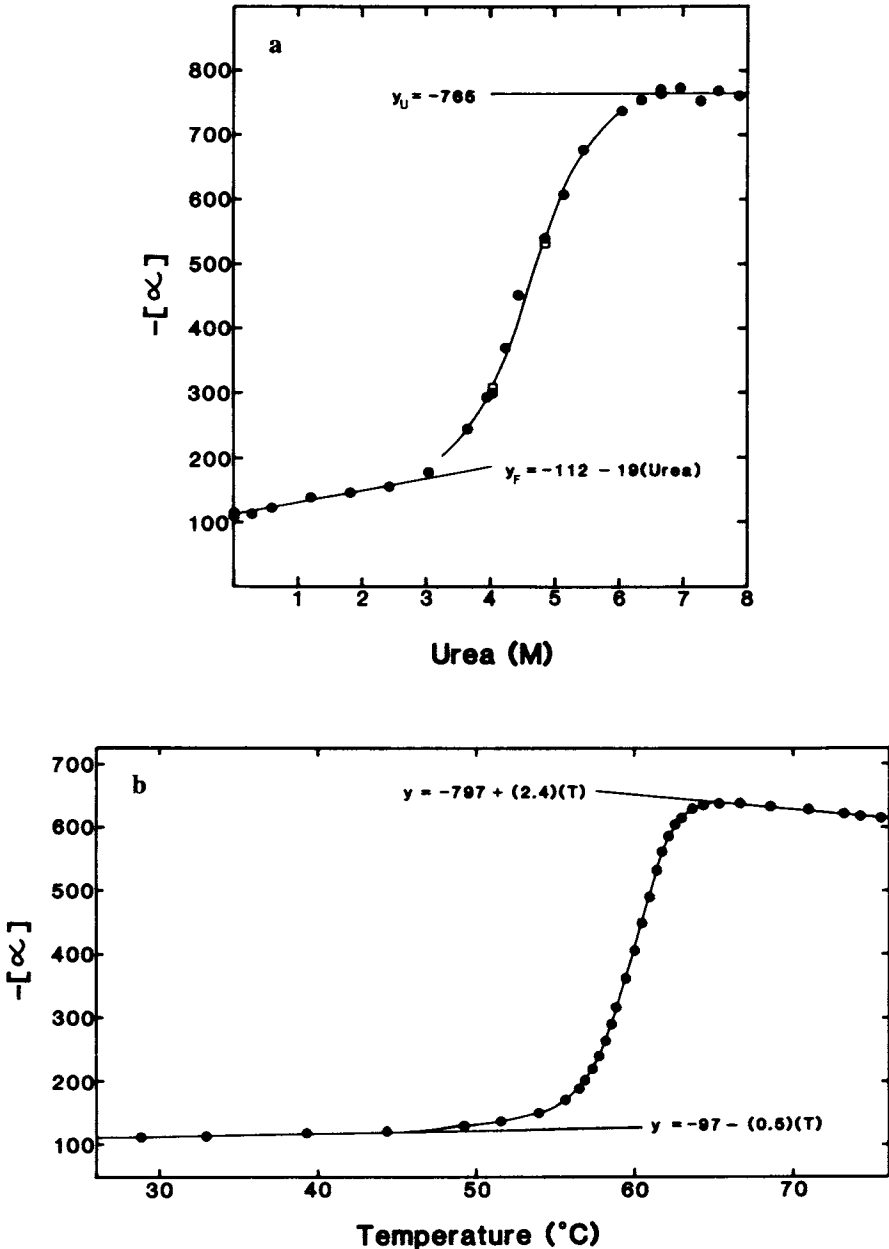 a
800
700
600
500
400
300
200
100
-[α]
y_U = -765
y_F = -112 - 19(Urea)
1 2 3 4 5 6 7 8
Urea (M)
b
700
600
500
400
300
200
100
-[α]
y = -797 + (2.4)(T)
y = -97 - (0.5)(T)
30 40 50 60 70
Temperature (°C)